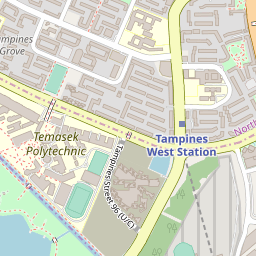 Tampines
Grove
North
Temasek
Polytechnic
Tampines
West Station
Tampines Street 96 (U/C)